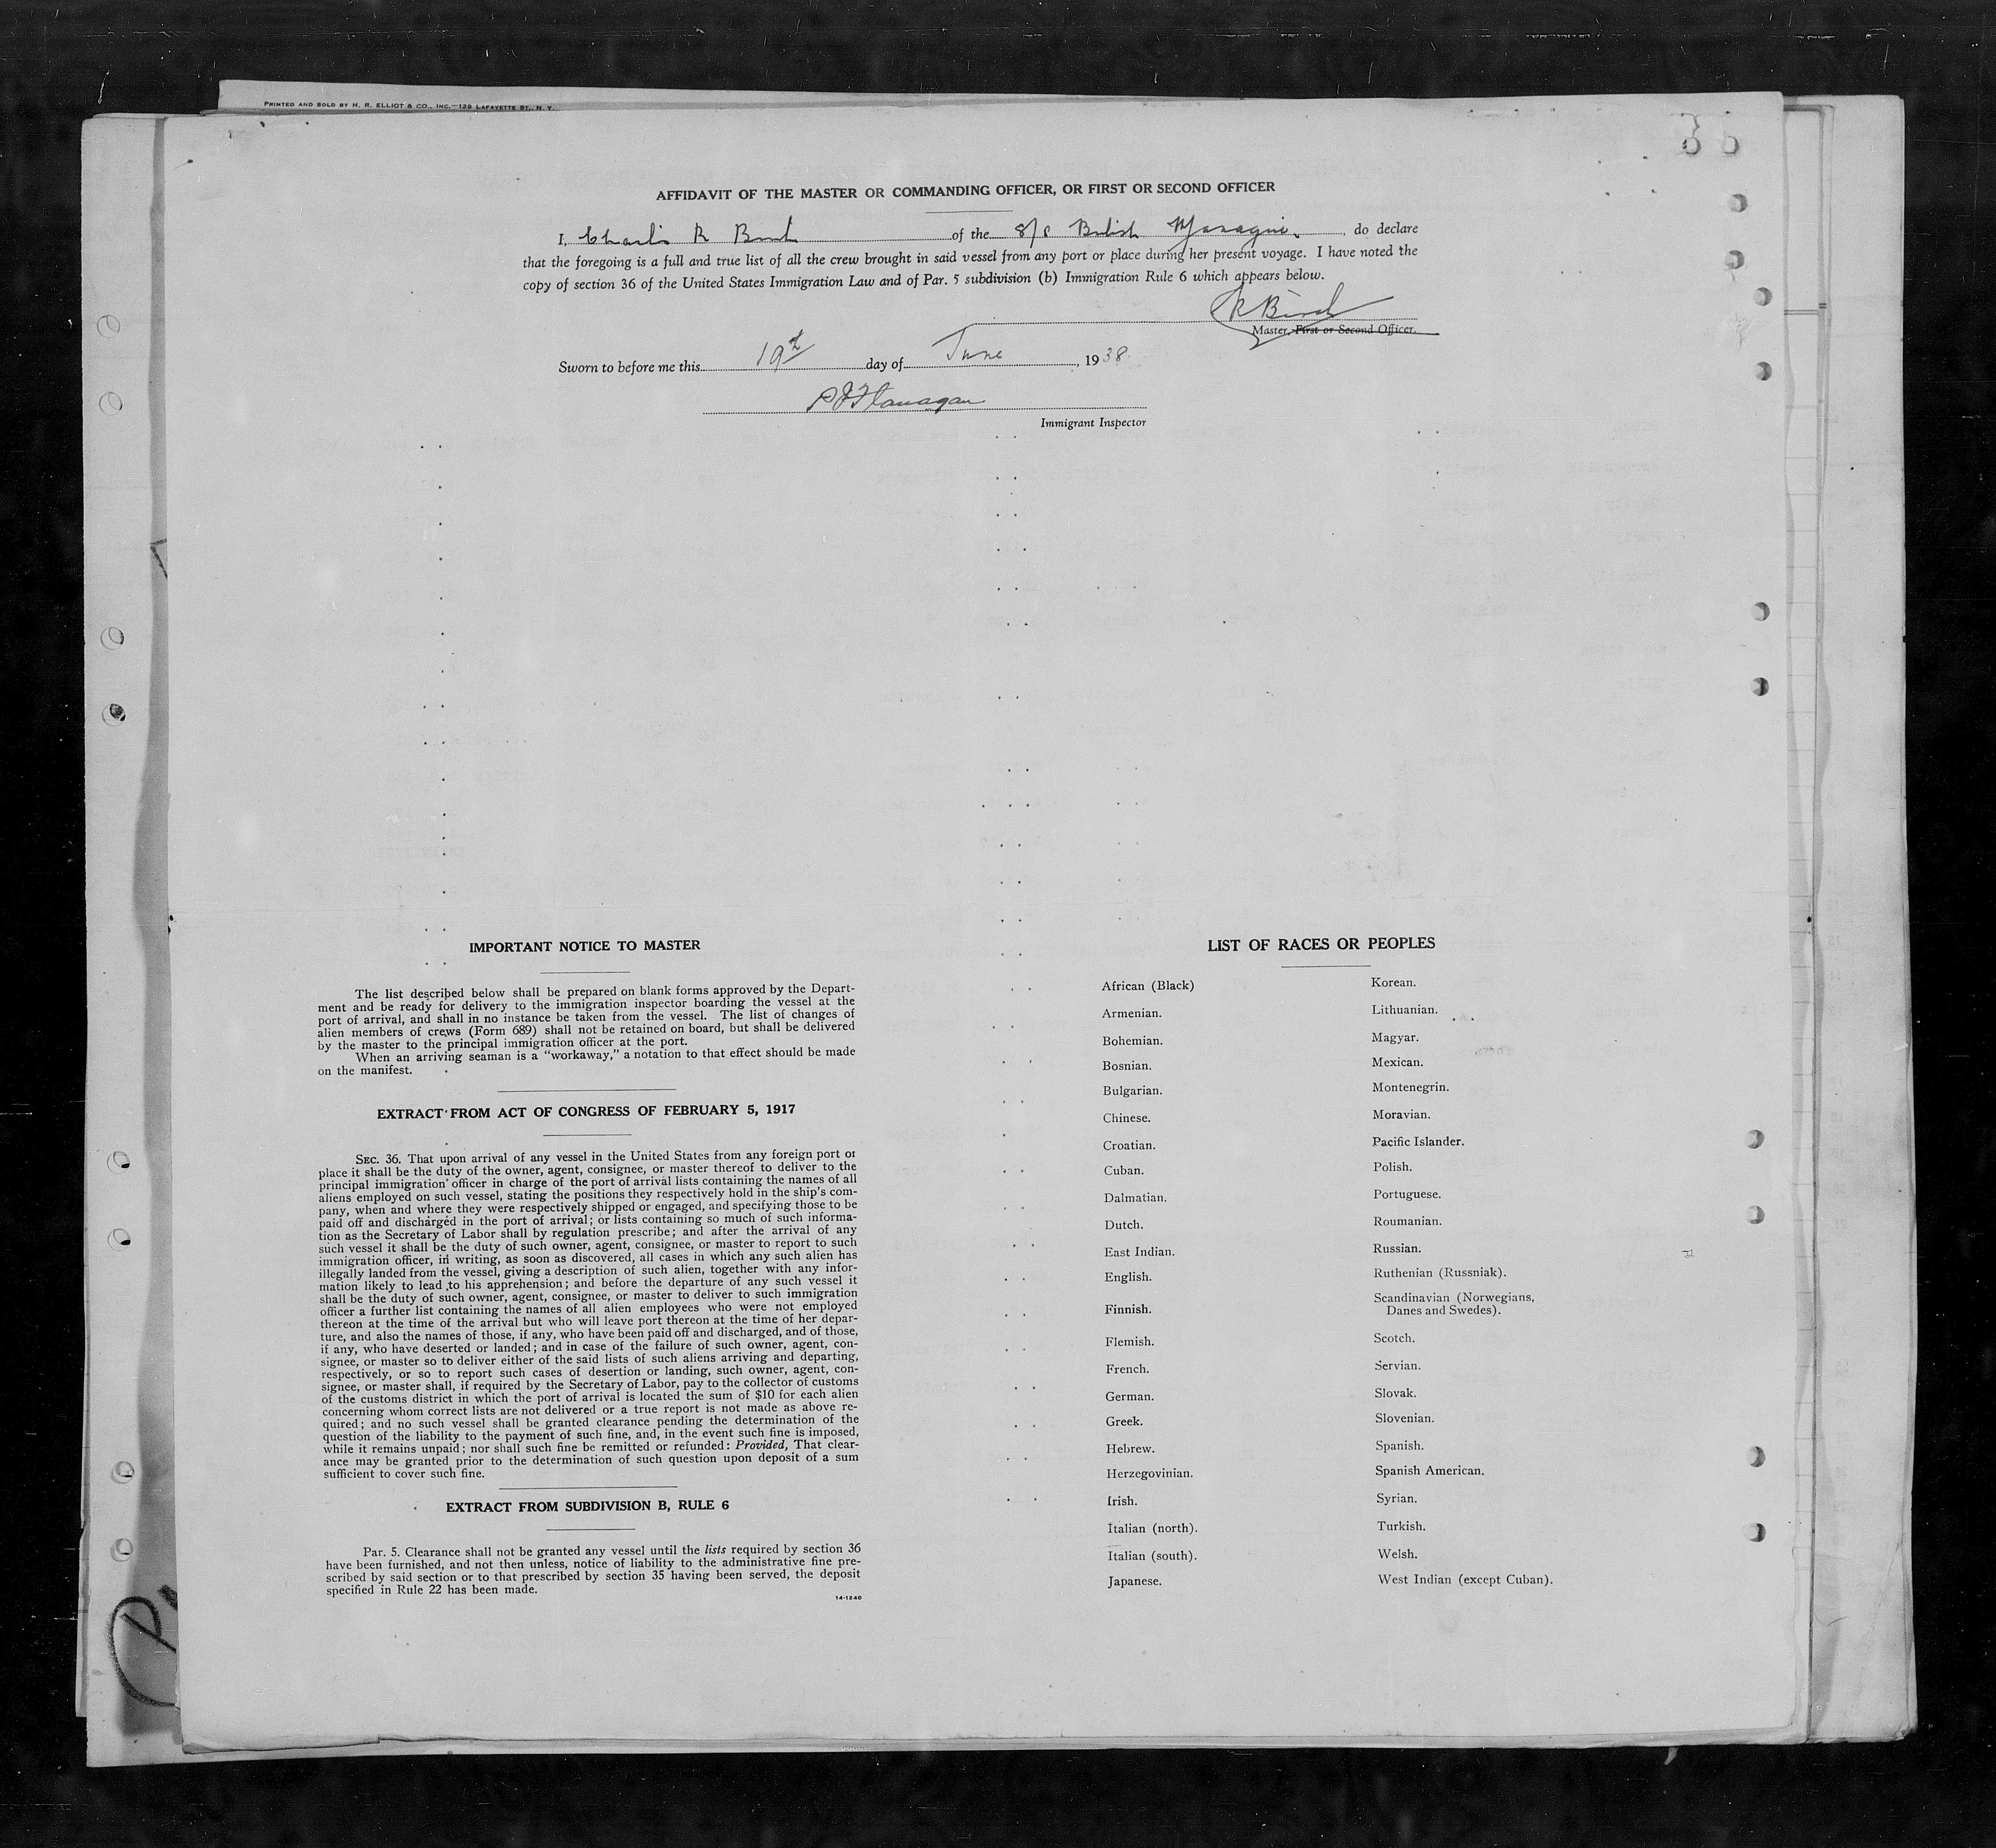 PRINTED AND SOLD BY H. R. ELLIOT & CO., INC.—129 LAFAYETTE ST., N. Y.
AFFIDAVIT OF THE MASTER OR COMMANDING OFFICER, OR FIRST OR SECOND OFFICER
I, Charles R of the S/S British, do declare
that the foregoing is a full and true list of all the crew brought in said vessel from any port or place during her present voyage. I have noted the
copy of section 36 of the United States Immigration Law and of Par. 5 subdivision (b) Immigration Rule 6 which appears below.
Master, First or Second Officer.
Sworn to before me this 19th day of June, 1938
Flanagan
Immigrant Inspector
IMPORTANT NOTICE TO MASTER
The list described below shall be prepared on blank forms approved by the Depart-
ment and be ready for delivery to the immigration inspector boarding the vessel at the
port of arrival, and shall in no instance be taken from the vessel. The list of changes of
alien members of crews (Form 689) shall not be retained on board, but shall be delivered
by the master to the principal immigration officer at the port.
When an arriving seaman is a “workaway,” a notation to that effect should be made
on the manifest.
EXTRACT FROM ACT OF CONGRESS OF FEBRUARY 5, 1917
SEC. 36. That upon arrival of any vessel in the United States from any foreign port or
place it shall be the duty of the owner, agent, consignee, or master thereof to deliver to the
principal immigration officer in charge of the port of arrival lists containing the names of all
aliens employed on such vessel, stating the positions they respectively hold in the ship's com-
pany, when and where they were respectively shipped or engaged, and specifying those to be
paid off and discharged in the port of arrival; or lists containing so much of such informa-
tion as the Secretary of Labor shall by regulation prescribe; and after the arrival of any
such vessel it shall be the duty of such owner, agent, consignee, or master to report to such
immigration officer, in writing, as soon as discovered, all cases in which any such alien has
illegally landed from the vessel, giving a description of such alien, together with any infor-
mation likely to lead to his apprehension; and before the departure of any such vessel it
shall be the duty of such owner, agent, consignee, or master to deliver to such immigration
officer a further list containing the names of all alien employees who were not employed
thereon at the time of the arrival but who will leave port thereon at the time of her depar-
ture, and also the names of those, if any, who have been paid off and discharged, and of those,
if any, who have deserted or landed; and in case of the failure of such owner, agent, con-
signee, or master so to deliver either of the said lists of such aliens arriving and departing,
respectively, or so to report such cases of desertion or landing, such owner, agent, con-
signee, or master shall, if required by the Secretary of Labor, pay to the collector of customs
of the customs district in which the port of arrival is located the sum of $10 for each alien
concerning whom correct lists are not delivered or a true report is not made as above re-
quired; and no such vessel shall be granted clearance pending the determination of the
question of the liability to the payment of such fine, and, in the event such fine is imposed,
while it remains unpaid; nor shall such fine be remitted or refunded: Provided, That clear-
ance may be granted prior to the determination of such question upon deposit of a sum
sufficient to cover such fine.
EXTRACT FROM SUBDIVISION B, RULE 6
Par. 5. Clearance shall not be granted any vessel until the lists required by section 36
have been furnished, and not then unless, notice of liability to the administrative fine pre-
scribed by said section or to that prescribed by section 35 having been served, the deposit
specified in Rule 22 has been made.
14-1240
LIST OF RACES OR PEOPLES
African (Black)
Armenian.
Bohemian.
Bosnian.
Bulgarian.
Chinese.
Croatian.
Cuban.
Dalmatian.
Dutch.
East Indian.
English.
Finnish.
Flemish.
French.
German.
Greek.
Hebrew.
Herzegovinian.
Irish.
Italian (north).
Italian (south).
Japanese.
Korean.
Lithuanian.
Magyar.
Mexican.
Montenegrin.
Moravian.
Pacific Islander.
Polish.
Portuguese.
Roumanian.
Russian.
Ruthenian (Russniak).
Scandinavian (Norwegians,
Danes and Swedes).
Scotch.
Servian.
Slovak.
Slovenian.
Spanish.
Spanish American.
Syrian.
Turkish.
Welsh.
West Indian (except Cuban).